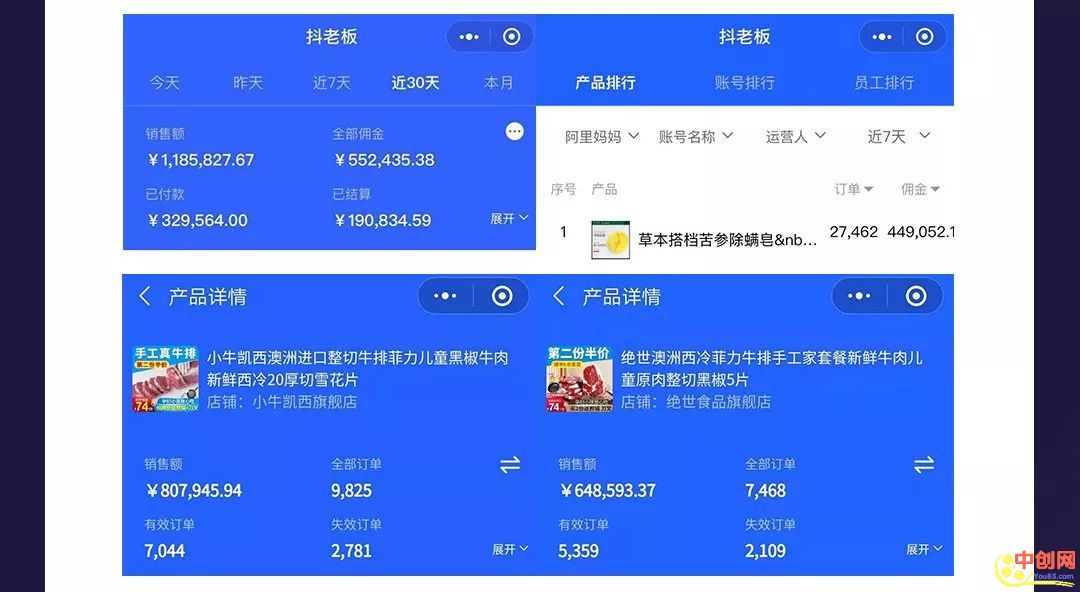 抖老板
今天 昨天 近7天 近30天 本月
销售额 全部佣金
￥1,185,827.67 ￥552,435.38
已付款 已结算
￥329,564.00 ￥190,834.59 展开
抖老板
产品排行 账号排行 员工排行
阿里妈妈 账号名称 运营人 近7天
序号 产品 订单 佣金
1 草本搭档苦参除螨皂&nb... 27,462 449,052.1
产品详情
手工真牛排
第二份半价
74
小牛凯西澳洲进口整切牛排菲力儿童黑椒牛肉
新鲜西冷20厚切雪花片
店铺：小牛凯西旗舰店
销售额 全部订单
￥807,945.94 9,825
有效订单 失效订单
7,044 2,781 展开
产品详情
第二份半价
74
绝世澳洲西冷菲力牛排手工家套餐新鲜牛肉儿
童原肉整切黑椒5片
店铺：绝世食品旗舰店
销售额 全部订单
￥648,593.37 7,468
有效订单 失效订单
5,359 2,109 展开
中创网
You85.com